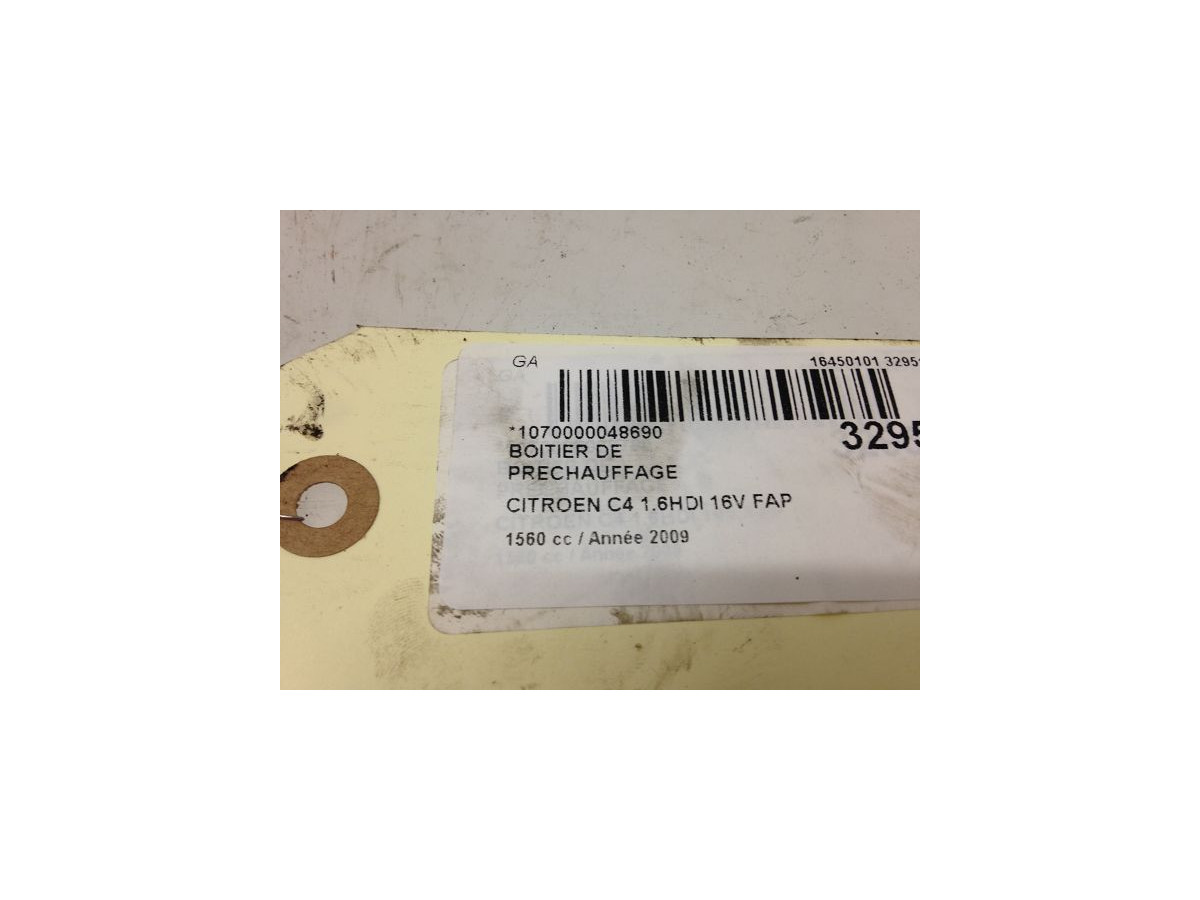 GA
16450101 3295
*1070000048690
3295
BOITIER DE
PRECHAUFFAGE
CITROEN C4 1.6HDI 16V FAP
1560 cc / Année 2009